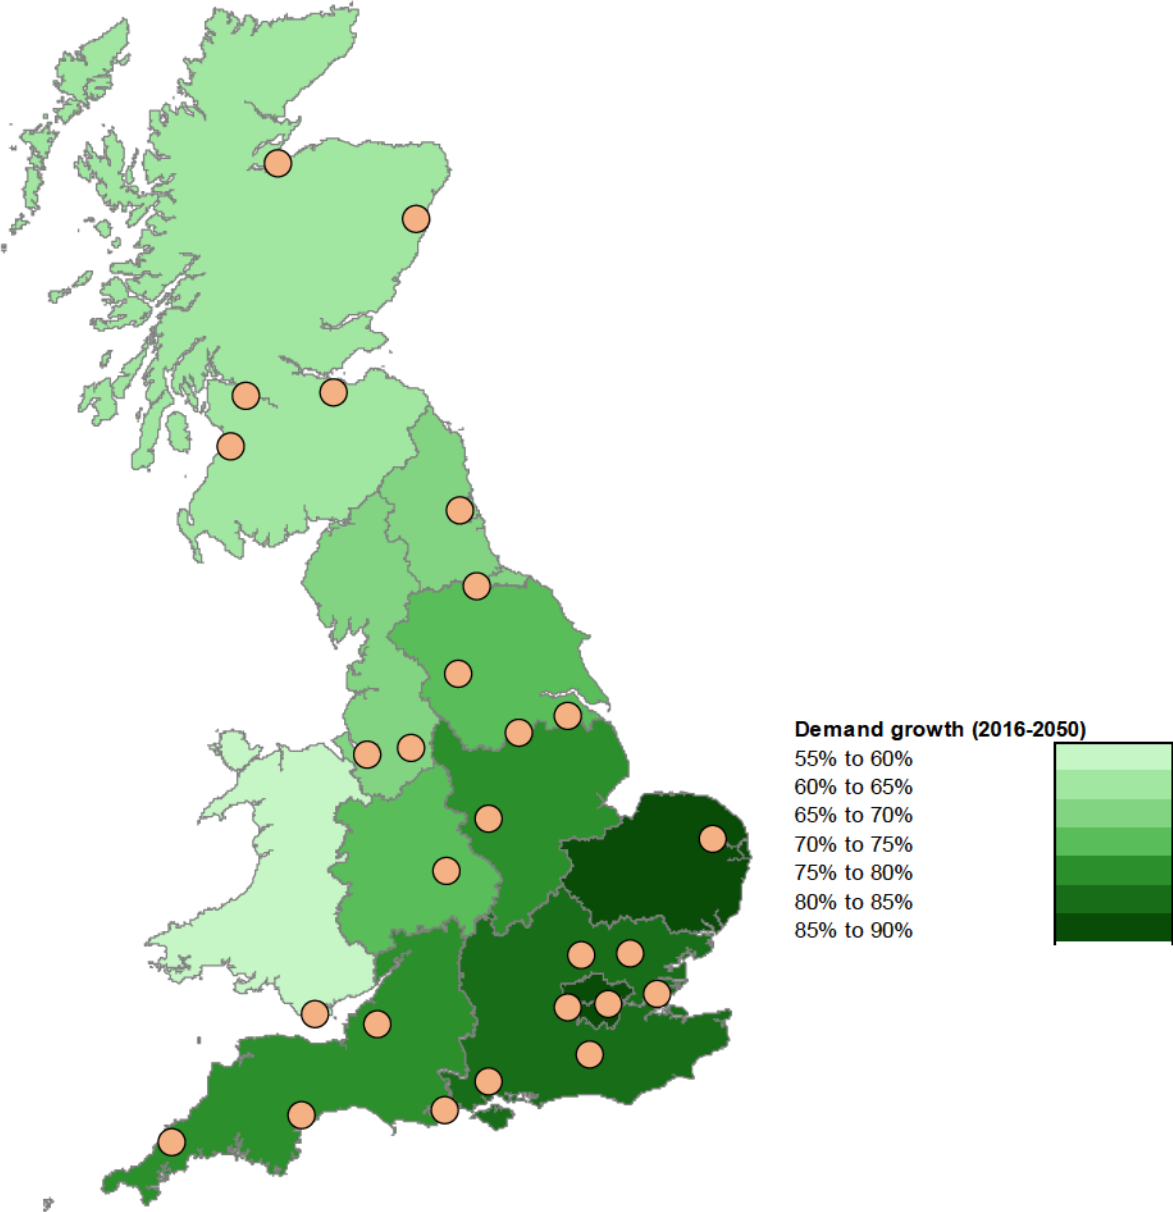 Demand growth (2016-2050)
55% to 60%
60% to 65%
65% to 70%
70% to 75%
75% to 80%
80% to 85%
85% to 90%